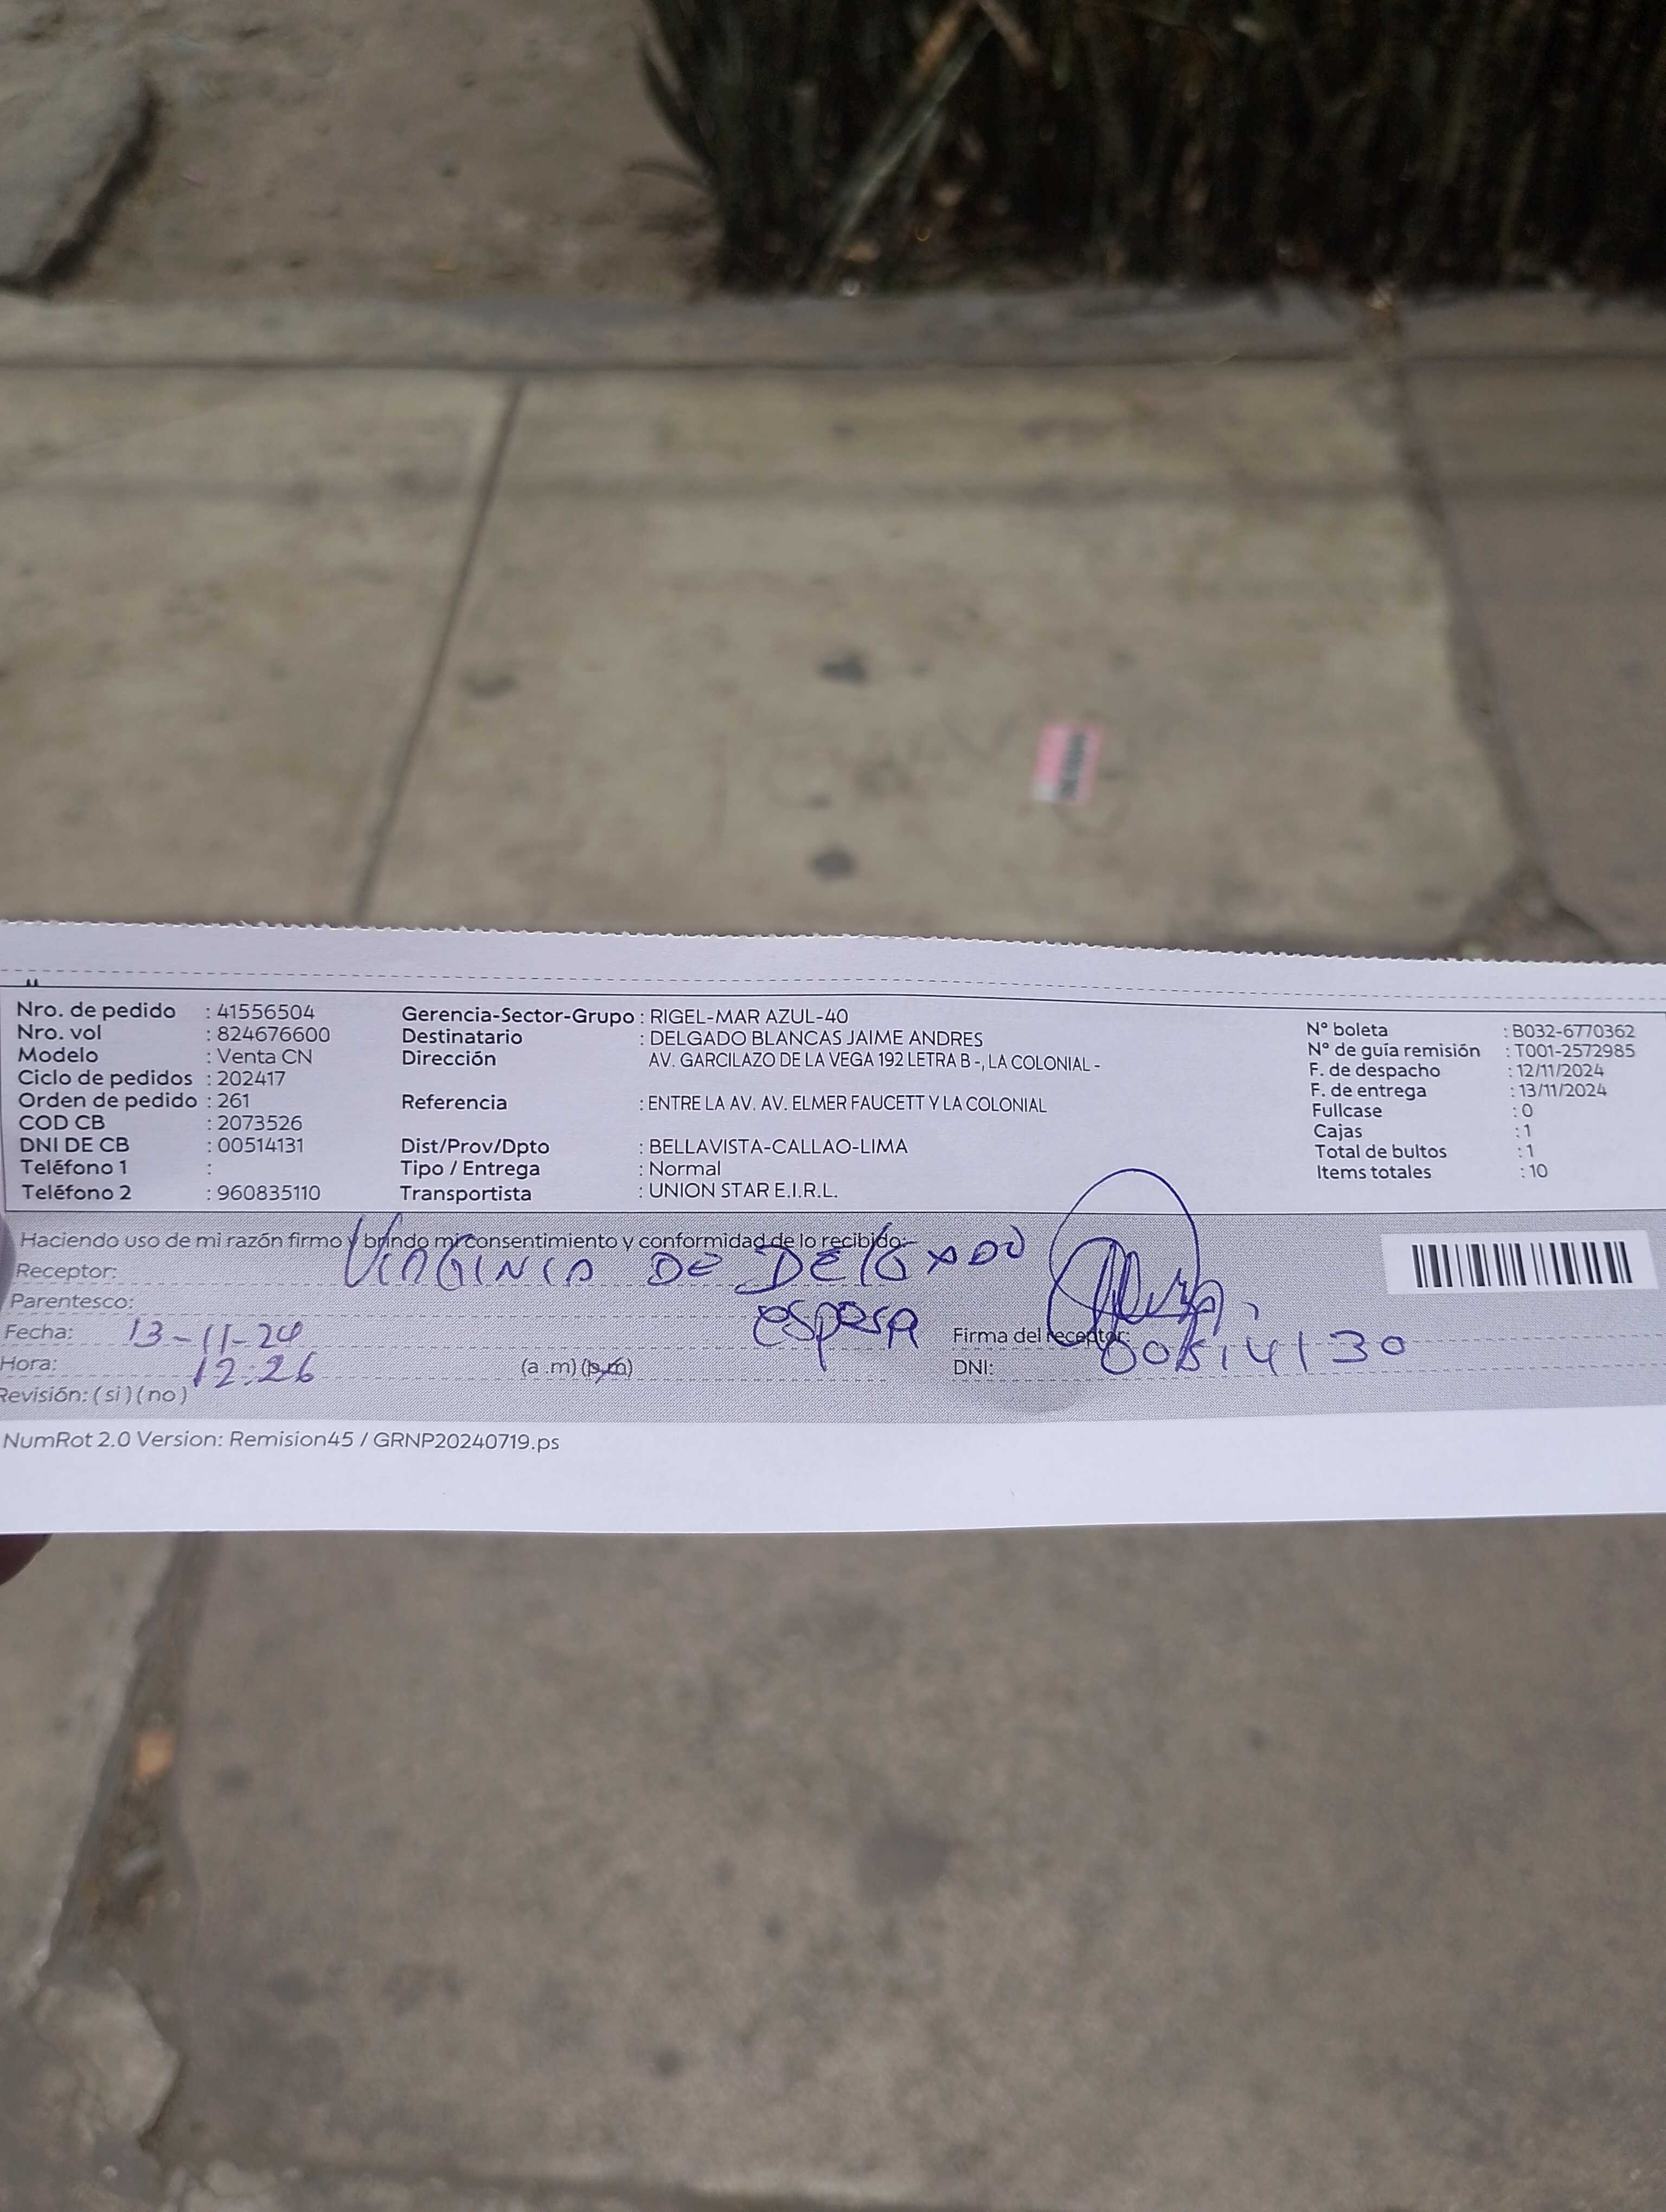 Nro. de pedido : 41556504
Nro. vol : 824676600
Modelo : Venta CN
Ciclo de pedidos : 202417
Orden de pedido : 261
COD CB : 2073526
DNI DE CB : 00514131
Teléfono 1 :
Teléfono 2 : 960835110
Gerencia-Sector-Grupo : RIGEL-MAR AZUL-40
Destinatario : DELGADO BLANCAS JAIME ANDRES
Dirección AV. GARCILAZO DE LA VEGA 192 LETRA B -, LA COLONIAL -
Referencia : ENTRE LA AV. AV. ELMER FAUCETT Y LA COLONIAL
Dist/Prov/Dpto : BELLAVISTA-CALLAO-LIMA
Tipo / Entrega : Normal
Transportista : UNION STAR E.I.R.L.
N° boleta : B032-6770362
N° de guía remisión : T001-2572985
F. de despacho : 12/11/2024
F. de entrega : 13/11/2024
Fullcase : 0
Cajas : 1
Total de bultos : 1
Items totales : 10
Haciendo uso de mi razón firmo y brindo mi consentimiento y conformidad de lo recibido:
Receptor: VIRGINIA DE DELGADO
Parentesco: esposa
Fecha: 13-11-24
Firma del receptor:
Hora: 12:26 (a .m) (p.m)
DNI: 00514130
Revisión: ( si ) ( no )
NumRot 2.0 Version: Remision45 / GRNP20240719.ps